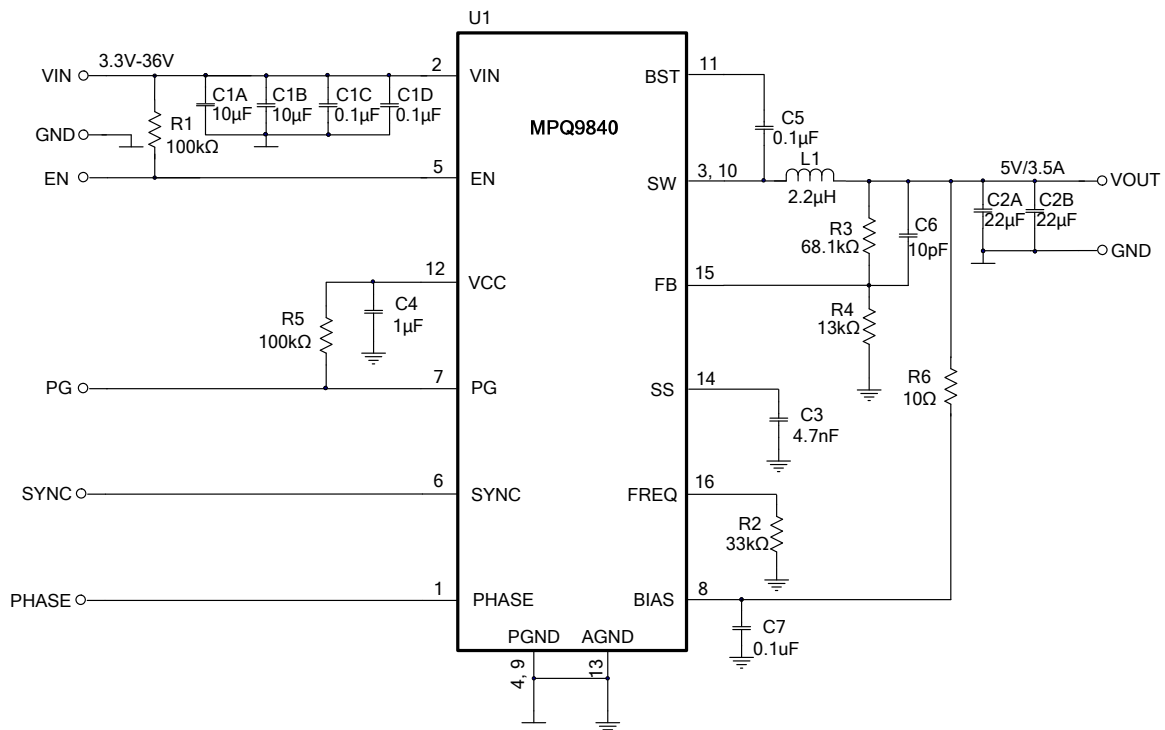 U1
VIN
3.3V-36V
2
VIN
C1A
10µF
C1B
10µF
C1C
0.1µF
C1D
0.1µF
GND
R1
100kΩ
EN
5
EN
MPQ9840
BST
11
C5
0.1µF
L1
2.2µH
SW
3, 10
5V/3.5A
VOUT
C2A
22µF
C2B
22µF
GND
R3
68.1kΩ
C6
10pF
FB
15
R4
13kΩ
12
VCC
C4
1µF
R5
100kΩ
PG
7
PG
SS
14
C3
4.7nF
R6
10Ω
SYNC
6
SYNC
FREQ
16
R2
33kΩ
PHASE
1
PHASE
BIAS
8
C7
0.1uF
PGND
AGND
4, 9
13